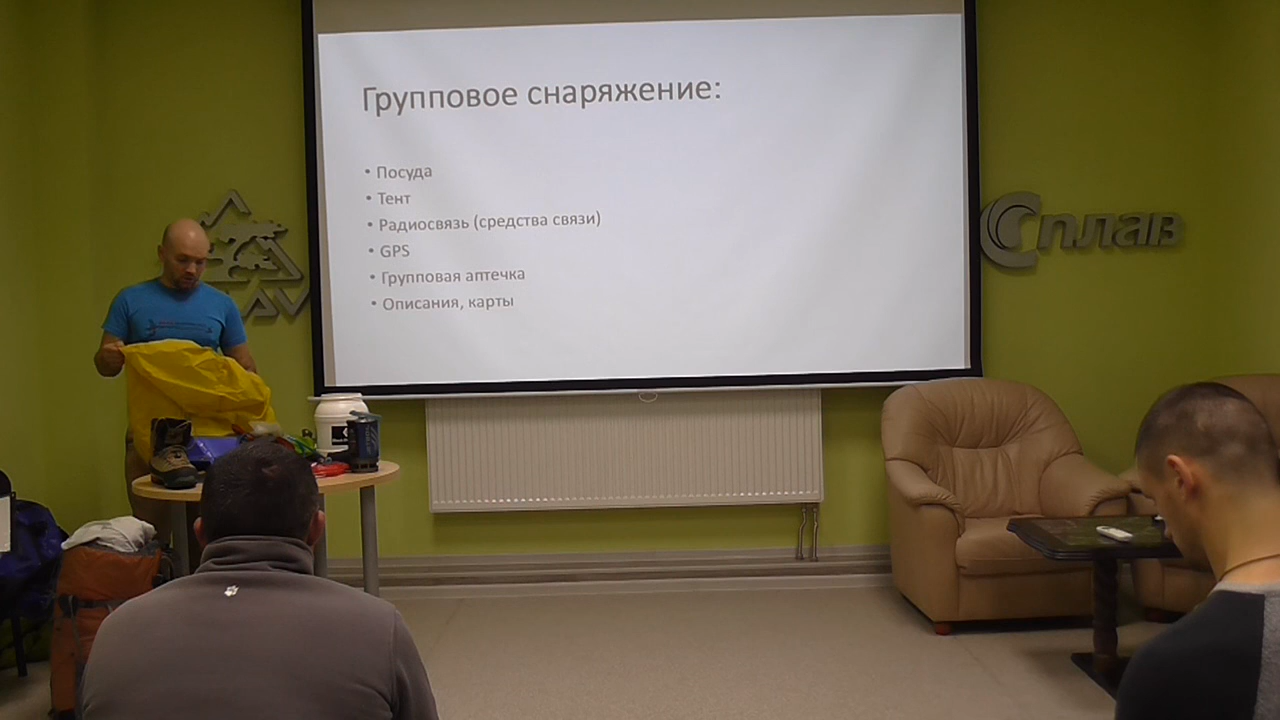 Групповое снаряжение:
• Посуда
• Тент
• Радиосвязь (средства связи)
• GPS
• Групповая аптечка
• Описания, карты
Сплав